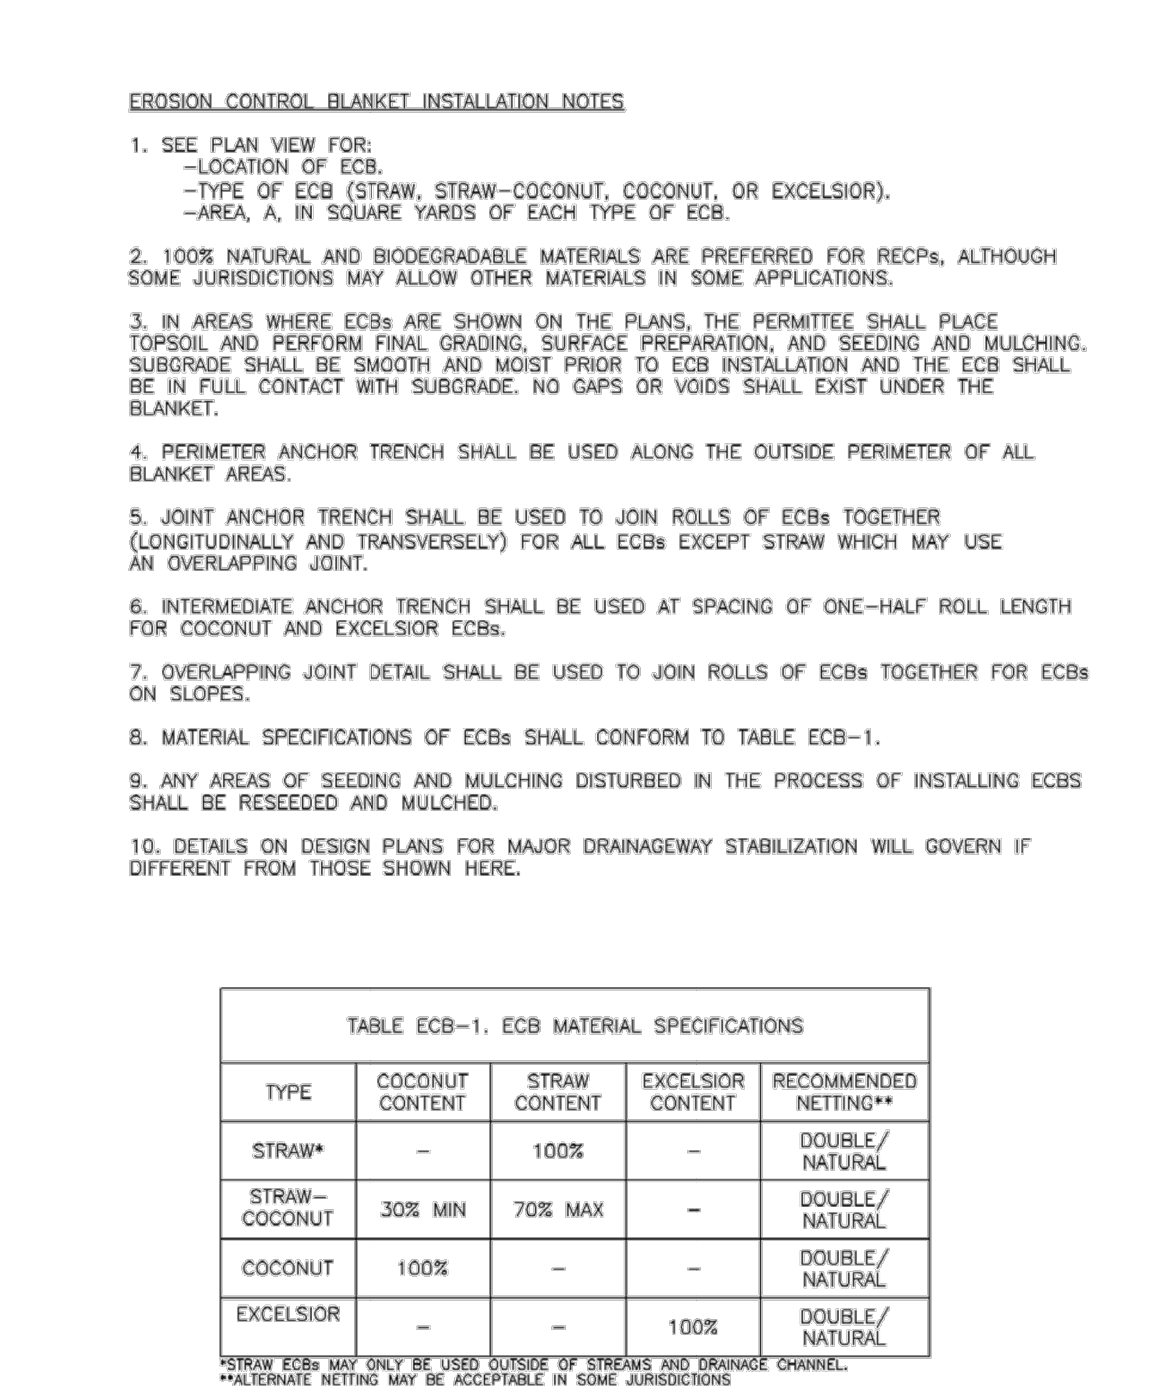 EROSION CONTROL BLANKET INSTALLATION NOTES
1. SEE PLAN VIEW FOR:
-LOCATION OF ECB.
-TYPE OF ECB (STRAW, STRAW-COCONUT, COCONUT, OR EXCELSIOR).
-AREA, A, IN SQUARE YARDS OF EACH TYPE OF ECB.
2. 100% NATURAL AND BIODEGRADABLE MATERIALS ARE PREFERRED FOR RECPs, ALTHOUGH
SOME JURISDICTIONS MAY ALLOW OTHER MATERIALS IN SOME APPLICATIONS.
3. IN AREAS WHERE ECBs ARE SHOWN ON THE PLANS, THE PERMITTEE SHALL PLACE
TOPSOIL AND PERFORM FINAL GRADING, SURFACE PREPARATION, AND SEEDING AND MULCHING.
SUBGRADE SHALL BE SMOOTH AND MOIST PRIOR TO ECB INSTALLATION AND THE ECB SHALL
BE IN FULL CONTACT WITH SUBGRADE. NO GAPS OR VOIDS SHALL EXIST UNDER THE
BLANKET.
4. PERIMETER ANCHOR TRENCH SHALL BE USED ALONG THE OUTSIDE PERIMETER OF ALL
BLANKET AREAS.
5. JOINT ANCHOR TRENCH SHALL BE USED TO JOIN ROLLS OF ECBs TOGETHER
(LONGITUDINALLY AND TRANSVERSELY) FOR ALL ECBs EXCEPT STRAW WHICH MAY USE
AN OVERLAPPING JOINT.
6. INTERMEDIATE ANCHOR TRENCH SHALL BE USED AT SPACING OF ONE-HALF ROLL LENGTH
FOR COCONUT AND EXCELSIOR ECBs.
7. OVERLAPPING JOINT DETAIL SHALL BE USED TO JOIN ROLLS OF ECBs TOGETHER FOR ECBs
ON SLOPES.
8. MATERIAL SPECIFICATIONS OF ECBs SHALL CONFORM TO TABLE ECB-1.
9. ANY AREAS OF SEEDING AND MULCHING DISTURBED IN THE PROCESS OF INSTALLING ECBS
SHALL BE RESEEDED AND MULCHED.
10. DETAILS ON DESIGN PLANS FOR MAJOR DRAINAGEWAY STABILIZATION WILL GOVERN IF
DIFFERENT FROM THOSE SHOWN HERE.
TABLE ECB-1. ECB MATERIAL SPECIFICATIONS
TYPE
COCONUT
CONTENT
STRAW
CONTENT
EXCELSIOR
CONTENT
RECOMMENDED
NETTING**
STRAW*
-
100%
-
DOUBLE/
NATURAL
STRAW-
COCONUT
30% MIN
70% MAX
-
DOUBLE/
NATURAL
COCONUT
100%
-
-
DOUBLE/
NATURAL
EXCELSIOR
-
-
100%
DOUBLE/
NATURAL
*STRAW ECBs MAY ONLY BE USED OUTSIDE OF STREAMS AND DRAINAGE CHANNEL.
**ALTERNATE NETTING MAY BE ACCEPTABLE IN SOME JURISDICTIONS